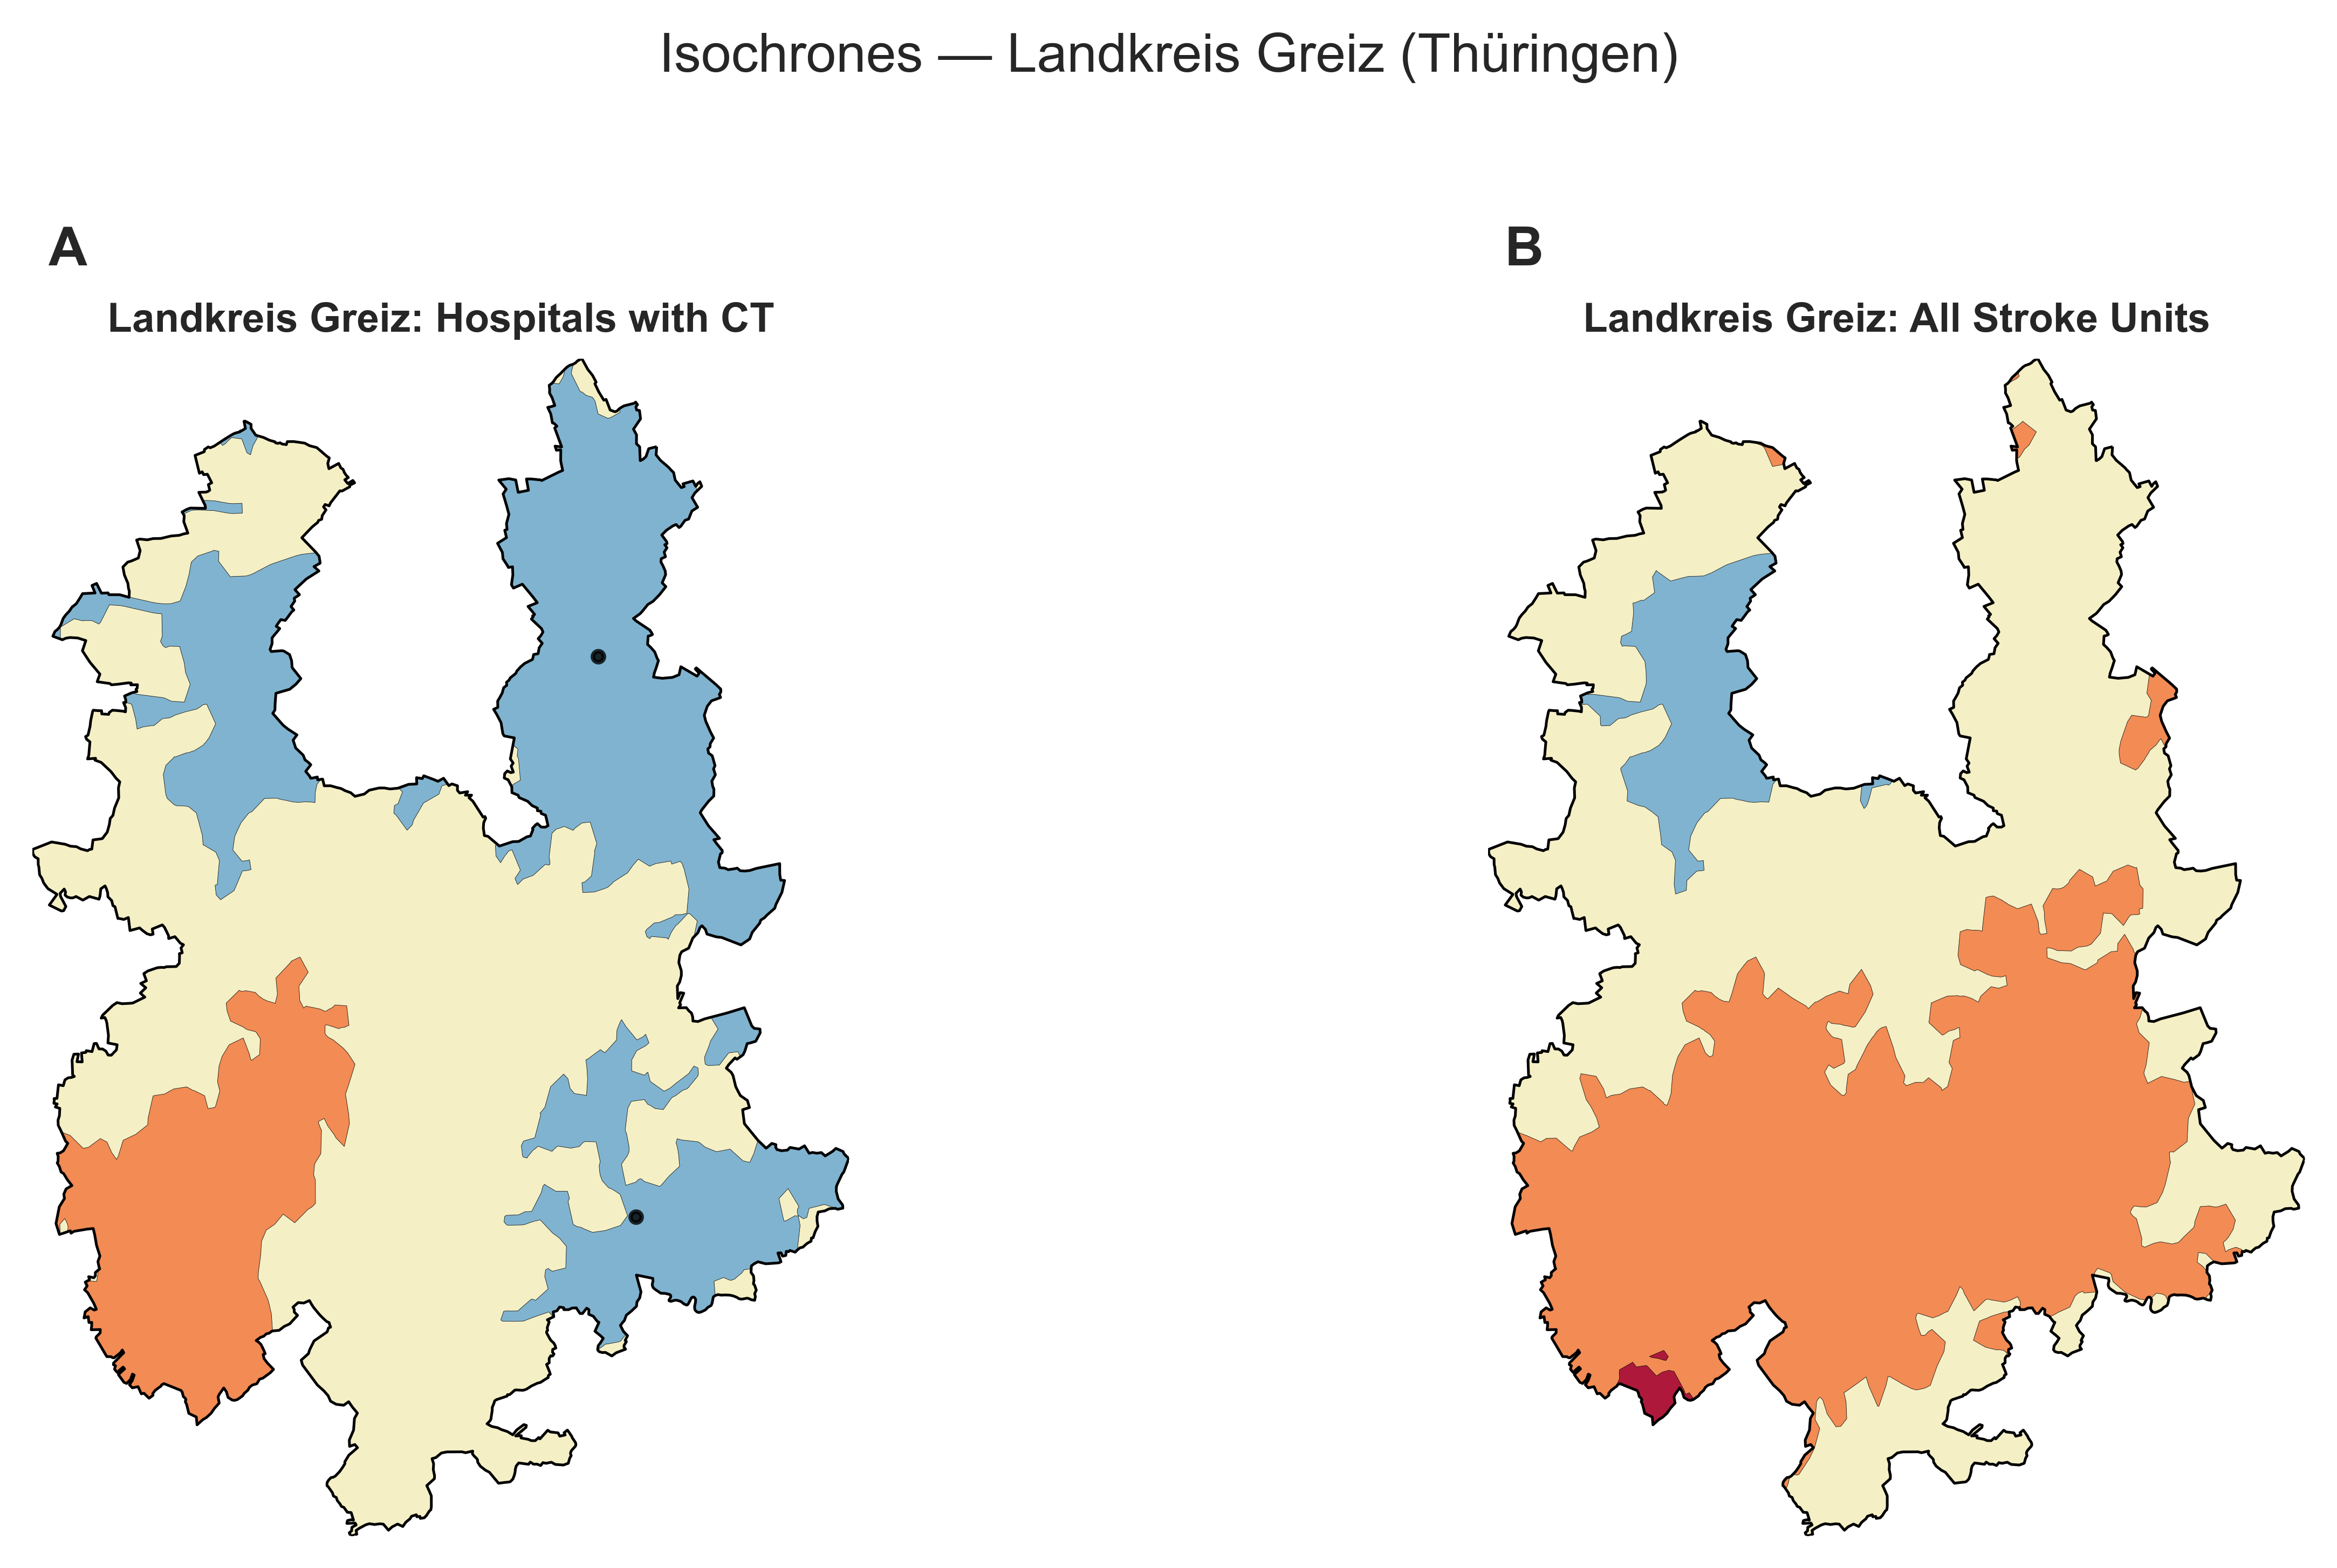 Isochrones — Landkreis Greiz (Thüringen)
A
Landkreis Greiz: Hospitals with CT
B
Landkreis Greiz: All Stroke Units